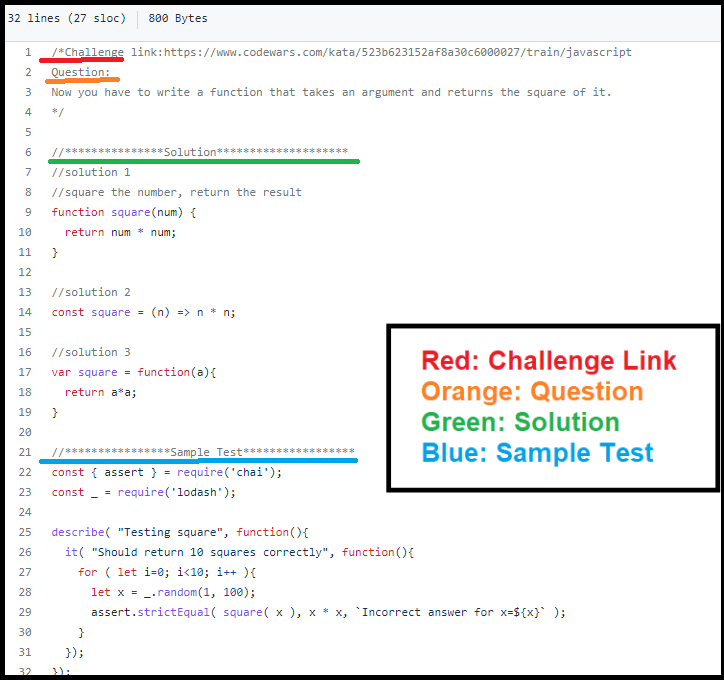 32 lines (27 sloc) 800 Bytes
1 /*Challenge link:https://www.codewars.com/kata/523b623152af8a30c6000027/train/javascript
2 Question:
3 Now you have to write a function that takes an argument and returns the square of it.
4 */
5
6 //***************Solution********************
7 //solution 1
8 //square the number, return the result
9 function square(num) {
10   return num * num;
11 }
12
13 //solution 2
14 const square = (n) => n * n;
15
16 //solution 3
17 var square = function(a){
18   return a*a;
19 }
20
21 //****************Sample Test*****************
22 const { assert } = require('chai');
23 const _ = require('lodash');
24
25 describe( "Testing square", function(){
26   it( "Should return 10 squares correctly", function(){
27     for ( let i=0; i<10; i++ ){
28       let x = _.random(1, 100);
29       assert.strictEqual( square( x ), x * x, `Incorrect answer for x=${x}` );
30     }
31   });
32 });
Red: Challenge Link
Orange: Question
Green: Solution
Blue: Sample Test